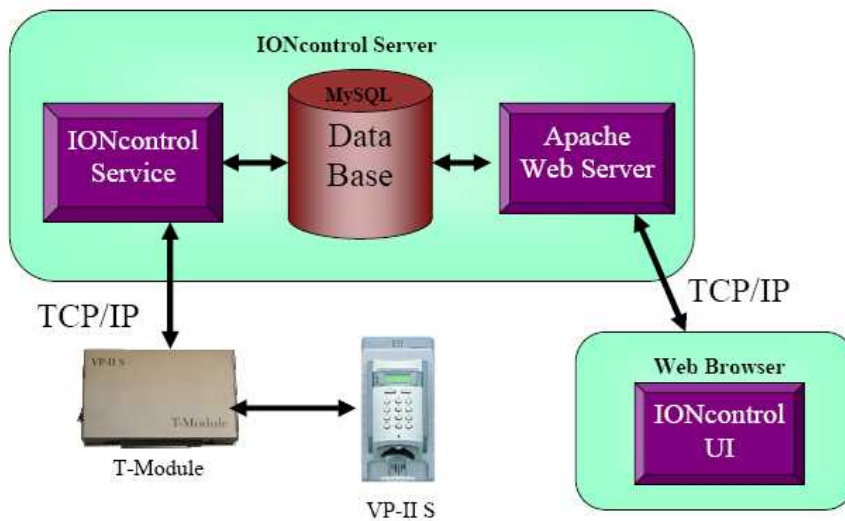 IONcontrol Server
MySQL
Data
Base
IONcontrol
Service
Apache
Web Server
TCP/IP
TCP/IP
VP-II S
T-Module
T-Module
VP-II S
Web Browser
IONcontrol
UI